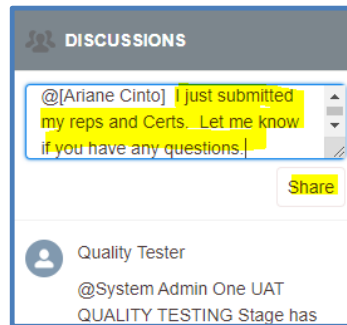 DISCUSSIONS
@[Ariane Cinto] I just submitted
my reps and Certs. Let me know
if you have any questions.
Share
Quality Tester
@System Admin One UAT
QUALITY TESTING Stage has